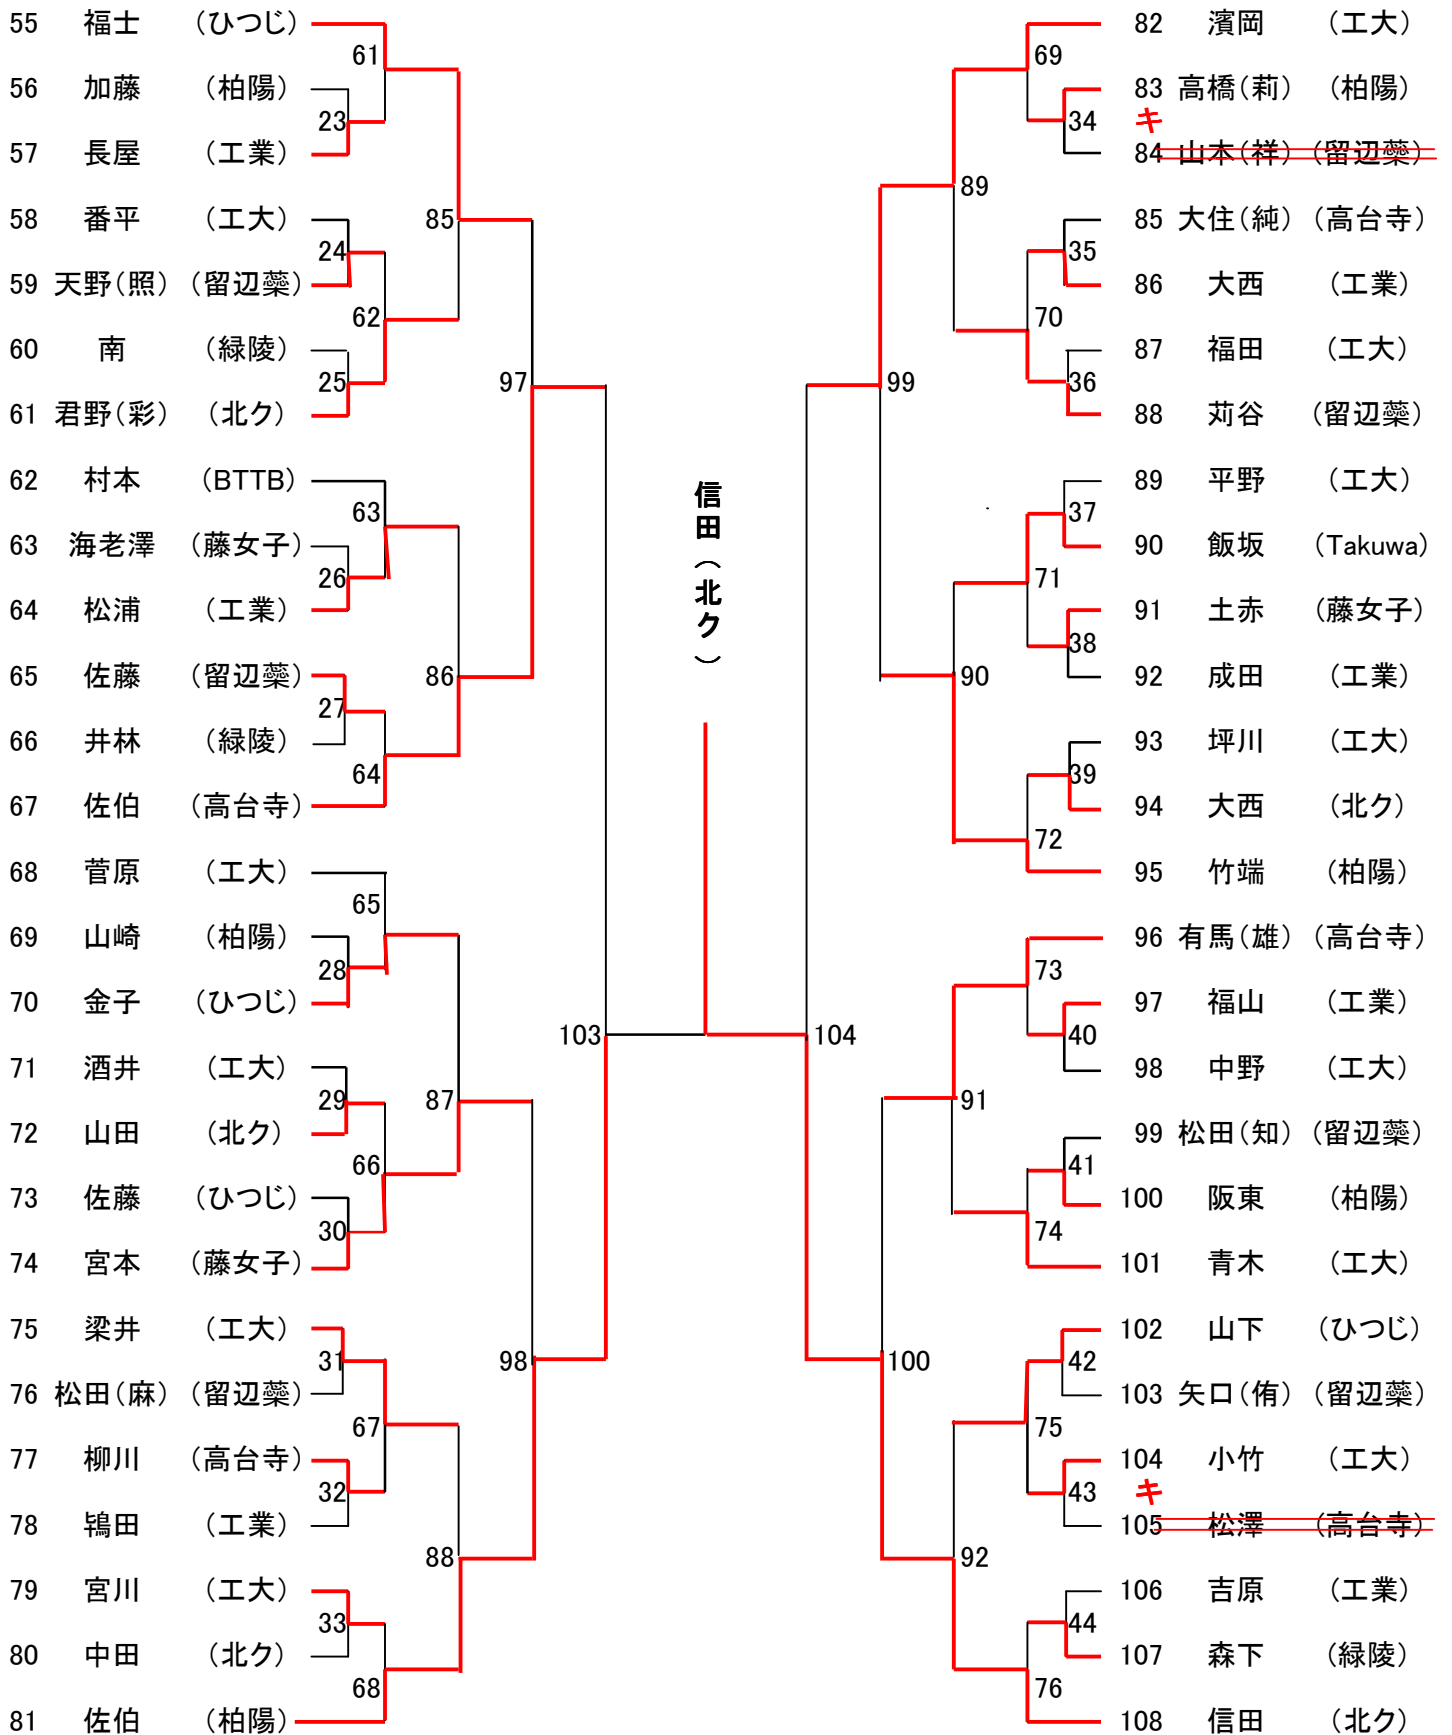 55 福士 （ひつじ）
61
56 加藤 （柏陽）
23
57 長屋 （工業）
58 番平 （工大）
85
24
59 天野（照） （留辺蘂）
62
60 南 （緑陵）
25
97
61 君野（彩） （北ク）
62 村本 （BTTB）
63
63 海老澤 （藤女子）
26
64 松浦 （工業）
65 佐藤 （留辺蘂）
86
27
66 井林 （緑陵）
64
67 佐伯 （高台寺）
68 菅原 （工大）
65
69 山崎 （柏陽）
28
70 金子 （ひつじ）
103
71 酒井 （工大）
29
87
72 山田 （北ク）
66
73 佐藤 （ひつじ）
30
74 宮本 （藤女子）
75 梁井 （工大）
31
98
76 松田（麻） （留辺蘂）
67
77 柳川 （高台寺）
32
78 鴇田 （工業）
88
79 宮川 （工大）
33
80 中田 （北ク）
68
81 佐伯 （柏陽）
信田（北ク）
82 濱岡 （工大）
69
83 高橋（莉） （柏陽）
34 キ
84 山本（祥） （留辺蘂）
89
85 大住（純） （高台寺）
35
86 大西 （工業）
70
87 福田 （工大）
99
36
88 苅谷 （留辺蘂）
89 平野 （工大）
37
90 飯坂 （Takuwa）
71
91 土赤 （藤女子）
38
90
92 成田 （工業）
93 坪川 （工大）
39
94 大西 （北ク）
72
95 竹端 （柏陽）
96 有馬（雄） （高台寺）
73
97 福山 （工業）
104
40
98 中野 （工大）
91
99 松田（知） （留辺蘂）
41
100 阪東 （柏陽）
74
101 青木 （工大）
102 山下 （ひつじ）
100
42
103 矢口（侑） （留辺蘂）
75
104 小竹 （工大）
43 キ
105 松澤 （高台寺）
92
106 吉原 （工業）
44
107 森下 （緑陵）
76
108 信田 （北ク）